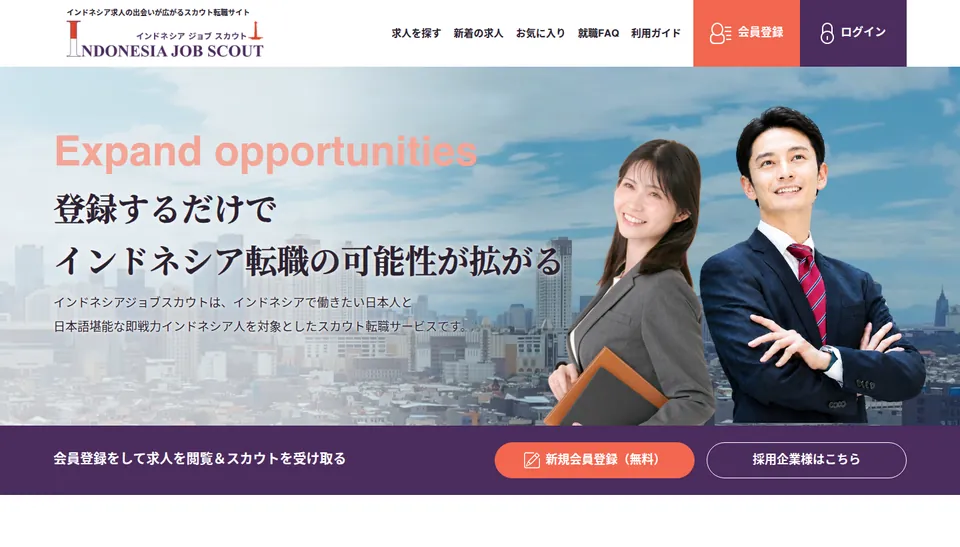 インドネシア求人の出会いが広がるスカウト転職サイト
インドネシア ジョブ スカウト
INDONESIA JOB SCOUT
求人を探す 新着の求人 お気に入り 就職FAQ 利用ガイド 会員登録 ログイン
Expand opportunities
登録するだけで
インドネシア転職の可能性が拡がる
インドネシアジョブスカウトは、インドネシアで働きたい日本人と
日本語堪能な即戦力インドネシア人を対象としたスカウト転職サービスです。
会員登録をして求人を閲覧＆スカウトを受け取る 新規会員登録（無料） 採用企業様はこちら